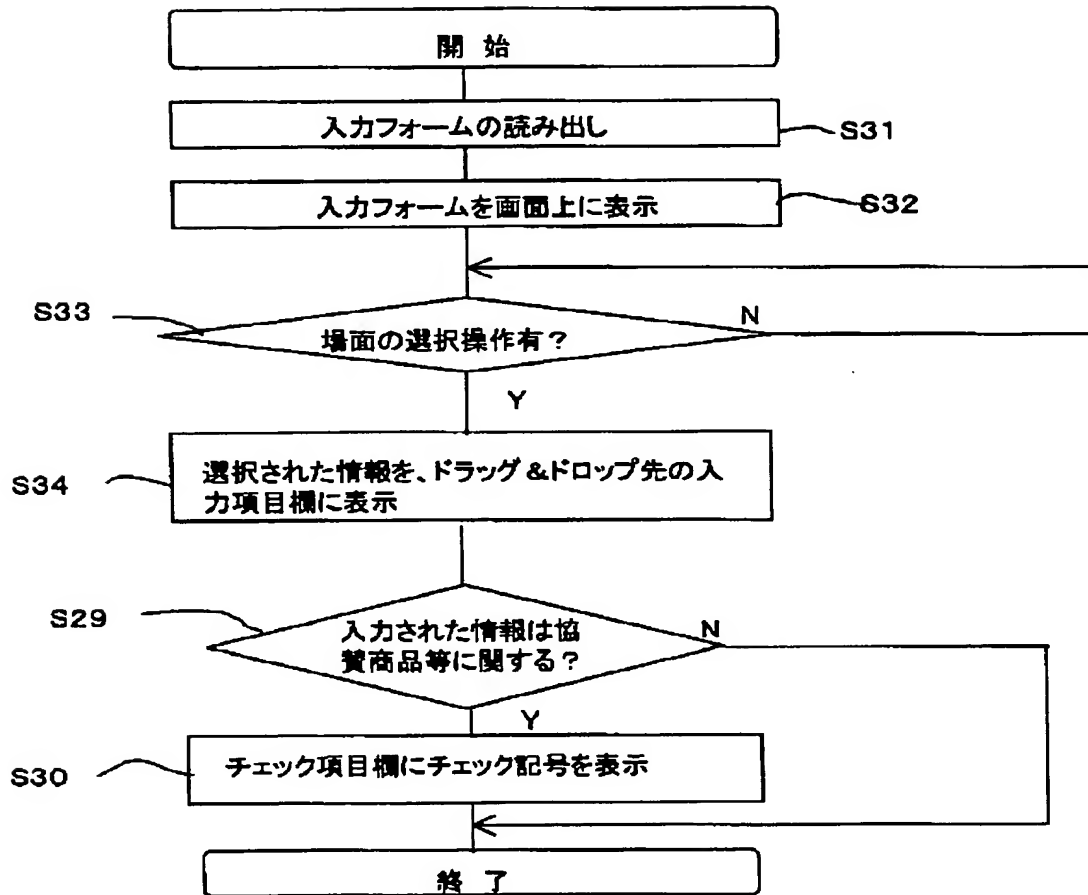 開 始
入力フォームの読み出し
S31
入力フォームを画面上に表示
S32
S33
場面の選択操作有?
N
Y
S34
選択された情報を、ドラッグ&ドロップ先の入
力項目欄に表示
S29
入力された情報は協
賛商品等に関する?
N
Y
S30
チェック項目欄にチェック記号を表示
終 了